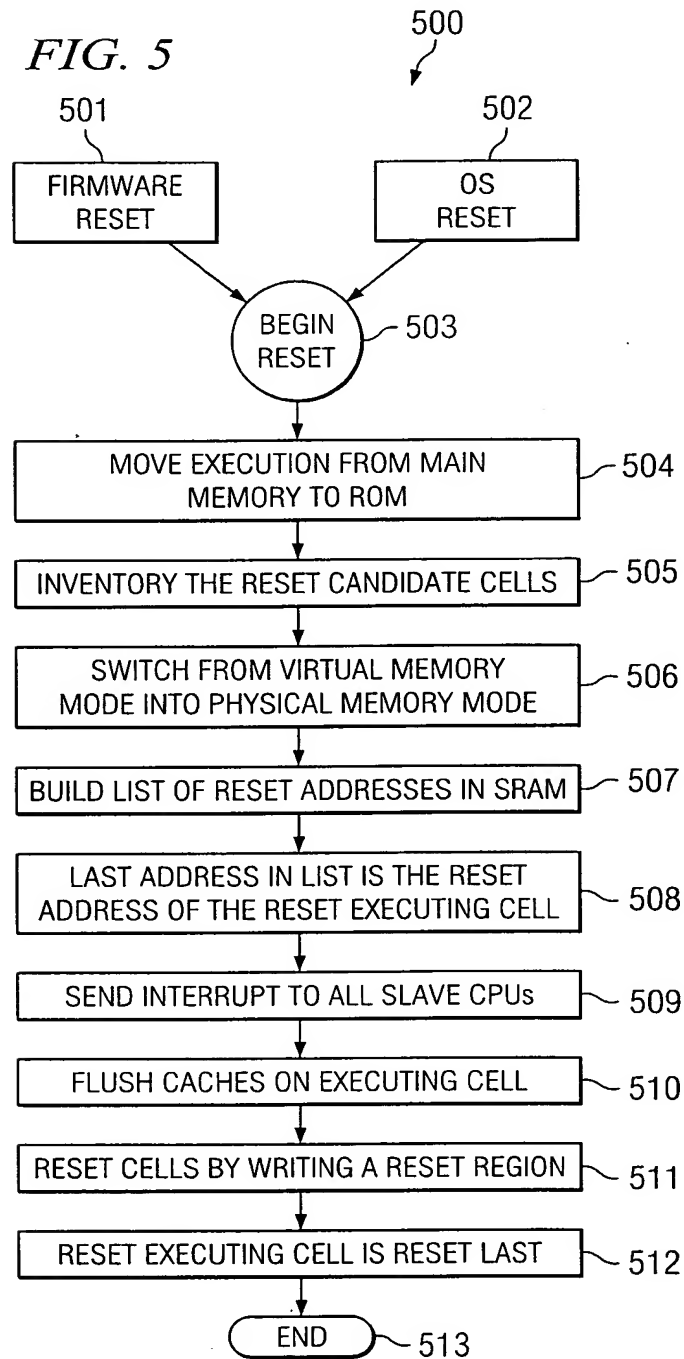 FIG. 5
500
501
502
FIRMWARE
RESET
OS
RESET
BEGIN
RESET
503
MOVE EXECUTION FROM MAIN
MEMORY TO ROM
504
INVENTORY THE RESET CANDIDATE CELLS
505
SWITCH FROM VIRTUAL MEMORY
MODE INTO PHYSICAL MEMORY MODE
506
BUILD LIST OF RESET ADDRESSES IN SRAM
507
LAST ADDRESS IN LIST IS THE RESET
ADDRESS OF THE RESET EXECUTING CELL
508
SEND INTERRUPT TO ALL SLAVE CPUs
509
FLUSH CACHES ON EXECUTING CELL
510
RESET CELLS BY WRITING A RESET REGION
511
RESET EXECUTING CELL IS RESET LAST
512
END
513